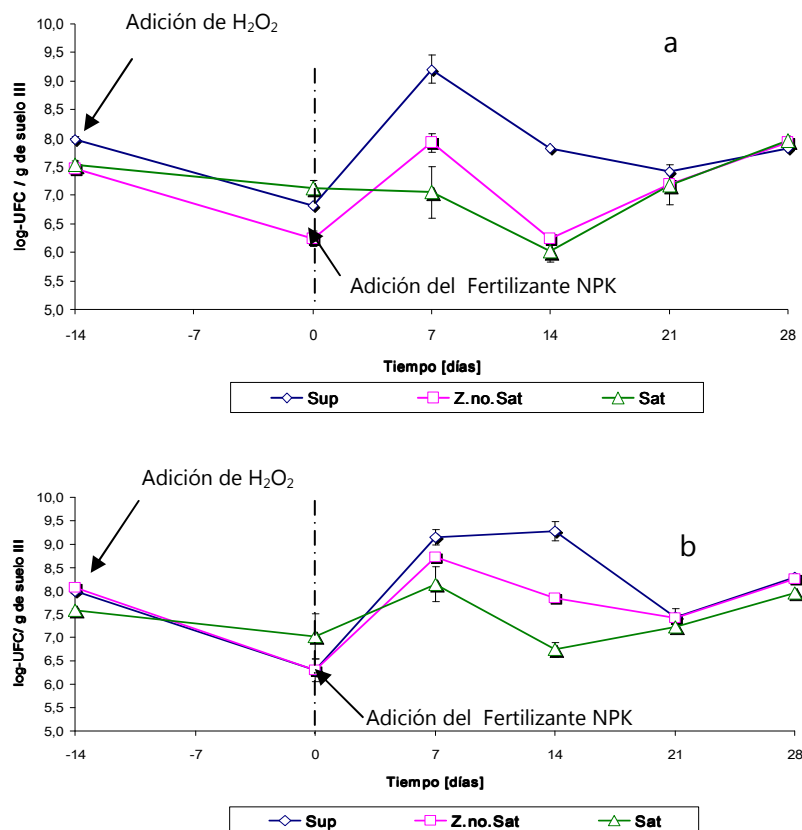 Adición de H₂O₂
a
log-UFC / g de suelo III
10,0
9,5
9,0
8,5
8,0
7,5
7,0
6,5
6,0
5,5
5,0
Adición del Fertilizante NPK
-14 -7 0 7 14 21 28
Tiempo [días]
Sup Z.no.Sat Sat
Adición de H₂O₂
b
log-UFC/ g de suelo III
10,0
9,5
9,0
8,5
8,0
7,5
7,0
6,5
6,0
5,5
5,0
Adición del Fertilizante NPK
-14 -7 0 7 14 21 28
Tiempo [días]
Sup Z.no.Sat Sat